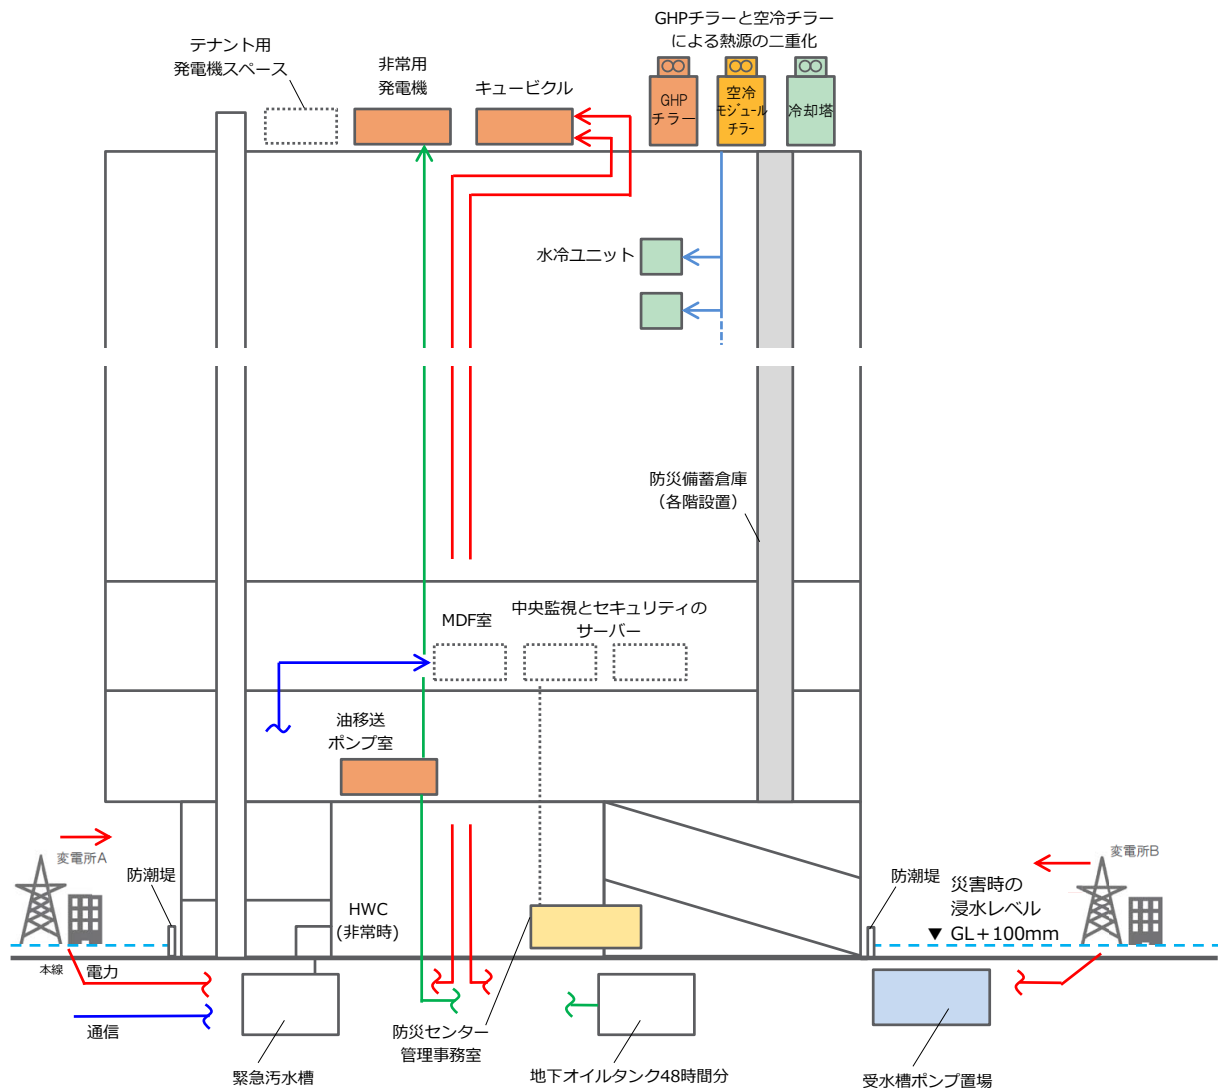 GHPチラーと空冷チラー
による熱源の二重化
テナント用
発電機スペース
非常用
発電機
キュービクル
GHP
チラー
空冷
モジュール
チラー
冷却塔
水冷ユニット
防災備蓄倉庫
（各階設置）
MDF室
中央監視とセキュリティの
サーバー
油移送
ポンプ室
変電所A
防潮堤
HWC
(非常時)
変電所B
防潮堤
災害時の
浸水レベル
▼ GL＋100mm
本線
電力
通信
緊急汚水槽
防災センター
管理事務室
地下オイルタンク48時間分
受水槽ポンプ置場